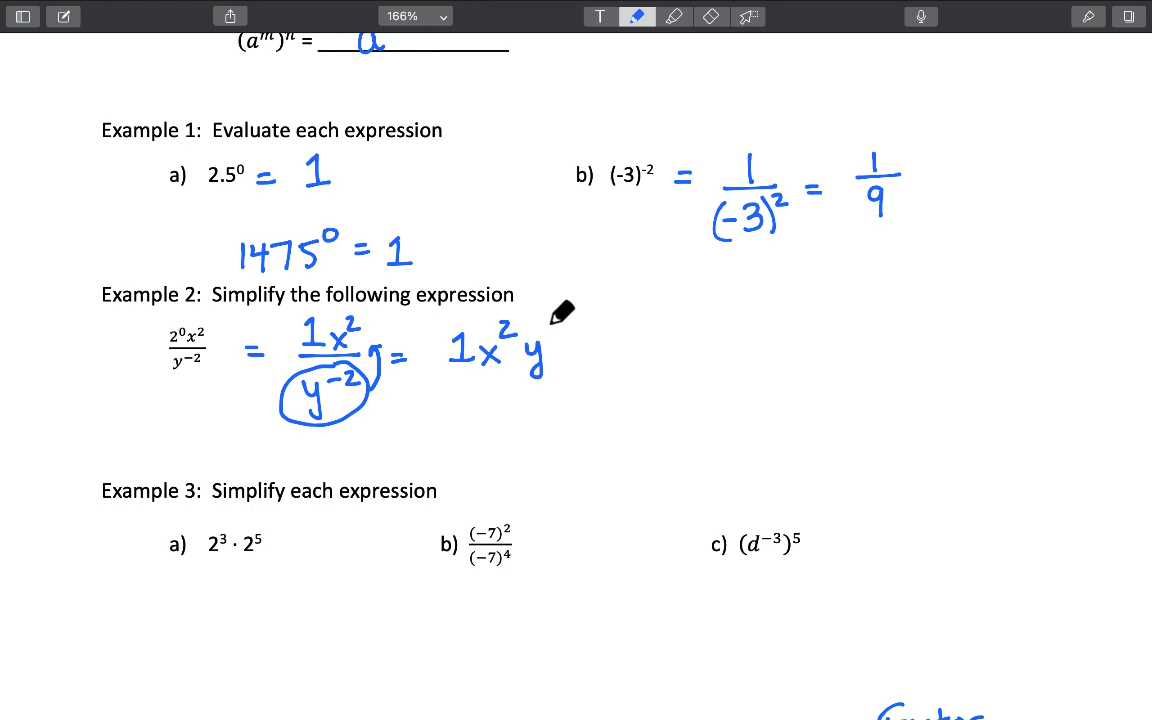 T
166%
(aᵐ)ⁿ = a
Example 1: Evaluate each expression
a) 2.5⁰ = 1
b) (-3)⁻² = 1/(-3)² = 1/9
1475⁰ = 1
Example 2: Simplify the following expression
2⁰x²/y⁻² = 1x²/y⁻² = 1x²y
Example 3: Simplify each expression
a) 2³ · 2⁵
b) (−7)²/(−7)⁴
c) (d⁻³)⁵